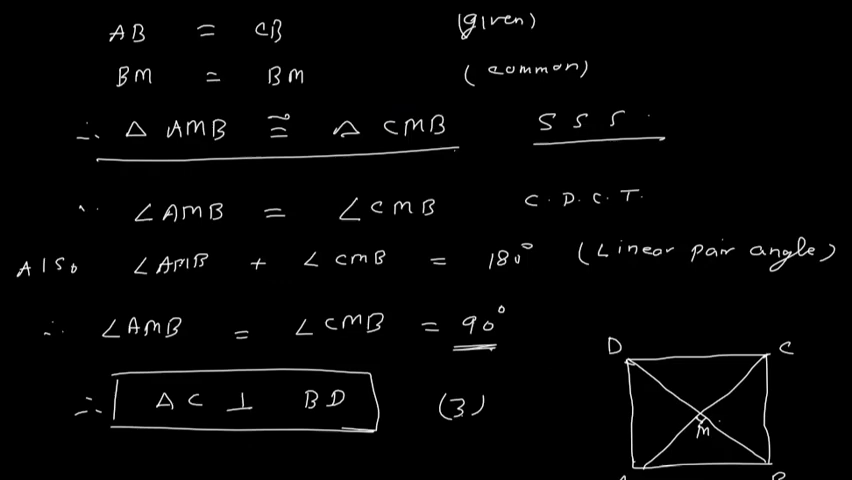 AB = CB (given)
BM = BM (common)
∴ △ AMB ≅ △ CMB S S S
∵ ∠AMB = ∠CMB C.D.C.T.
Also ∠AMB + ∠CMB = 180° (Linear pair angle)
∴ ∠AMB = ∠CMB = 90°
∴ AC ⊥ BD (3)
D C
M
A B